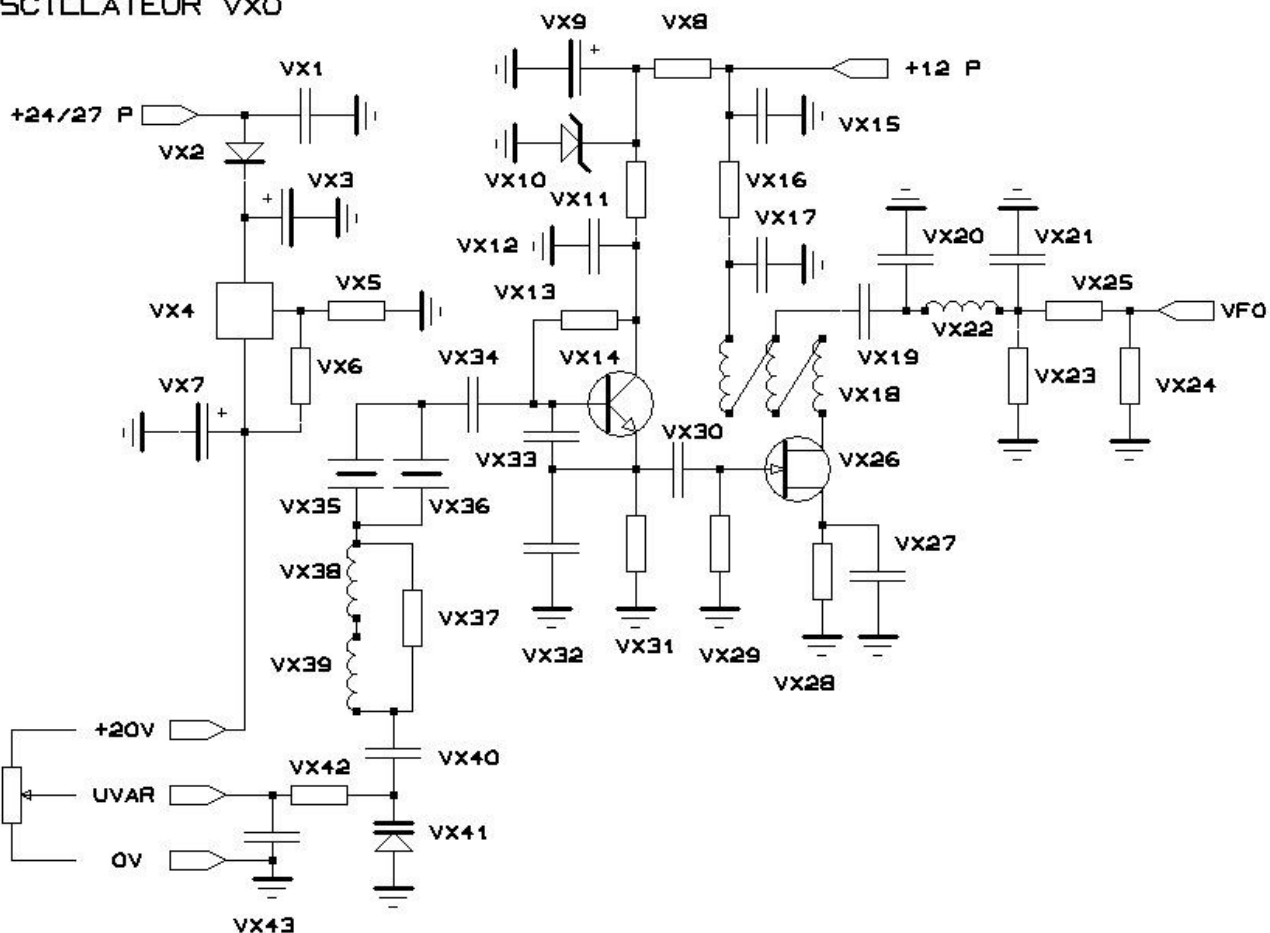 SCILLATEUR VXO
VX9
VX8
VX1
+12 P
+24/27 P
VX15
VX2
VX3
VX10
VX11
VX16
VX17
VX12
VX20
VX21
VX5
VX13
VX25
VX4
VFO
VX22
VX34
VX14
VX19
VX6
VX7
VX23
VX24
VX18
VX30
VX33
VX26
VX35
VX36
VX27
VX38
VX37
VX31
VX32
VX29
VX39
VX28
+20V
VX42
VX40
UVAR
VX41
0V
VX43
+
+
+